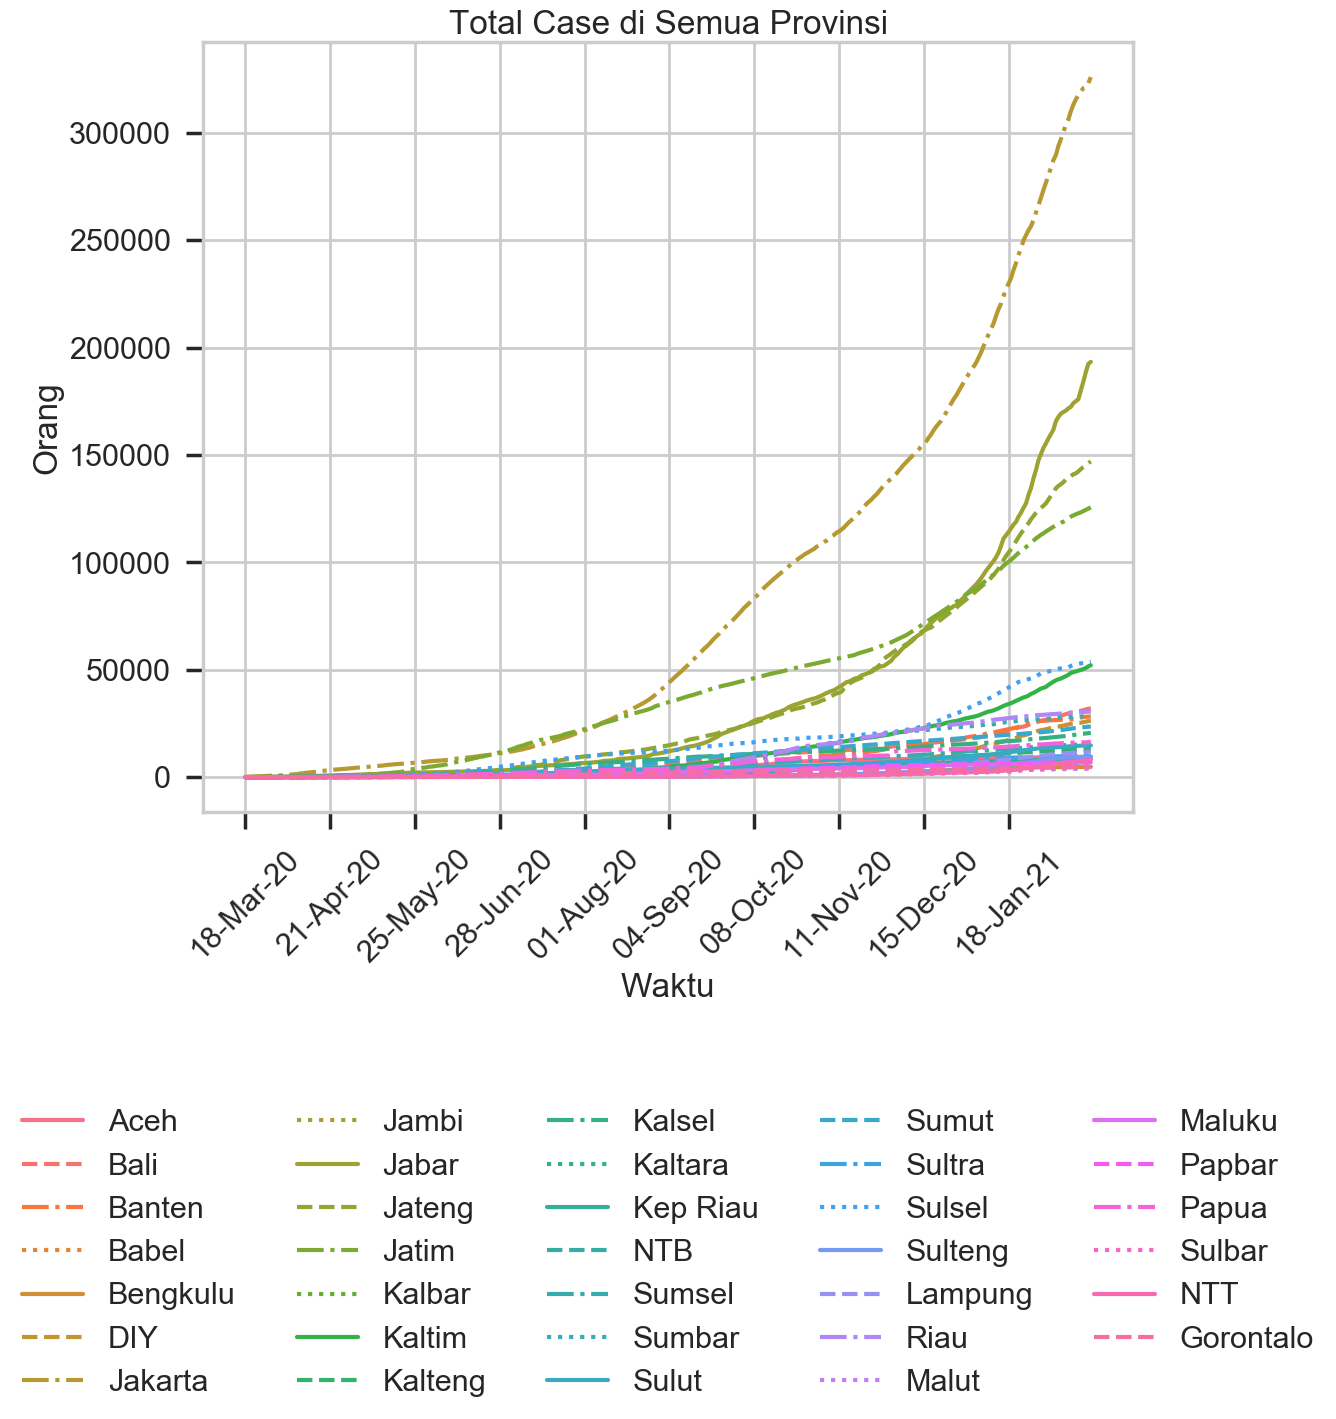 Total Case di Semua Provinsi
300000
250000
200000
150000
100000
50000
0
Orang
18-Mar-20
21-Apr-20
25-May-20
28-Jun-20
01-Aug-20
04-Sep-20
08-Oct-20
11-Nov-20
15-Dec-20
18-Jan-21
Waktu
Aceh
Bali
Banten
Babel
Bengkulu
DIY
Jakarta
Jambi
Jabar
Jateng
Jatim
Kalbar
Kaltim
Kalteng
Kalsel
Kaltara
Kep Riau
NTB
Sumsel
Sumbar
Sulut
Sumut
Sultra
Sulsel
Sulteng
Lampung
Riau
Malut
Maluku
Papbar
Papua
Sulbar
NTT
Gorontalo